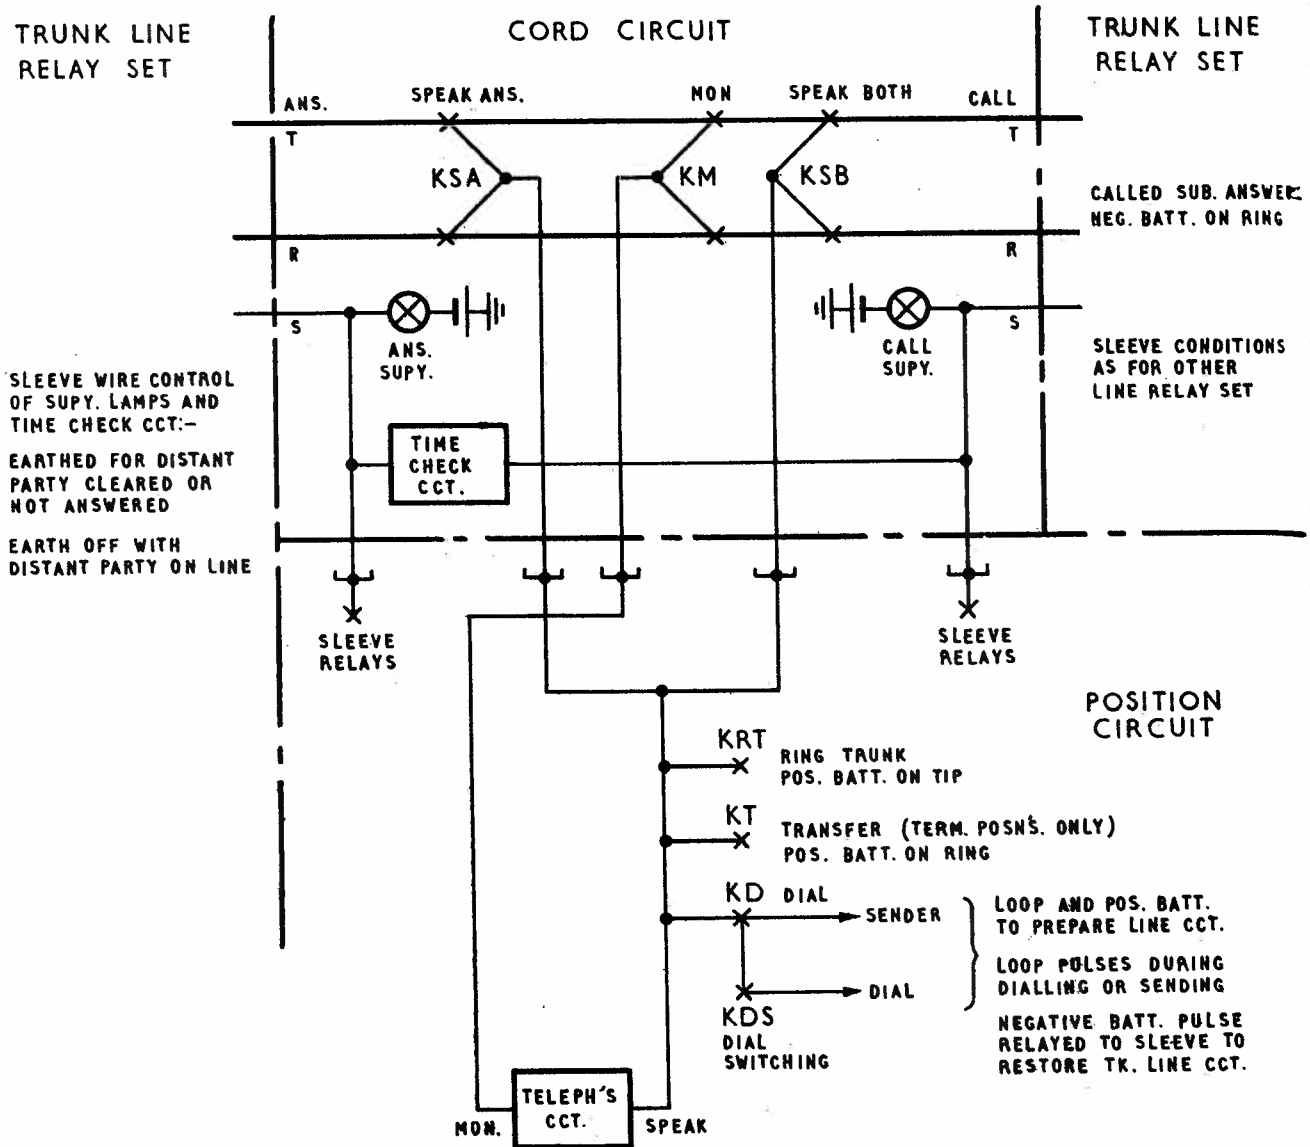 TRUNK LINE
RELAY SET
CORD CIRCUIT
TRUNK LINE
RELAY SET
ANS.
SPEAK ANS.
MON
SPEAK BOTH
CALL
T
T
KSA
KM
KSB
CALLED SUB. ANSWER
NEG. BATT. ON RING
R
R
S
S
ANS.
SUPY.
CALL
SUPY.
SLEEVE CONDITIONS
AS FOR OTHER
LINE RELAY SET
SLEEVE WIRE CONTROL
OF SUPY. LAMPS AND
TIME CHECK CCT:-
EARTHED FOR DISTANT
PARTY CLEARED OR
NOT ANSWERED
EARTH OFF WITH
DISTANT PARTY ON LINE
TIME
CHECK
CCT.
SLEEVE
RELAYS
SLEEVE
RELAYS
POSITION
CIRCUIT
KRT
RING TRUNK
POS. BATT. ON TIP
KT
TRANSFER (TERM. POSN'S. ONLY)
POS. BATT. ON RING
KD DIAL
SENDER
LOOP AND POS. BATT.
TO PREPARE LINE CCT.
LOOP PULSES DURING
DIALLING OR SENDING
DIAL
KDS
DIAL
SWITCHING
NEGATIVE BATT. PULSE
RELAYED TO SLEEVE TO
RESTORE TK. LINE CCT.
TELEPH'S
CCT.
MON.
SPEAK